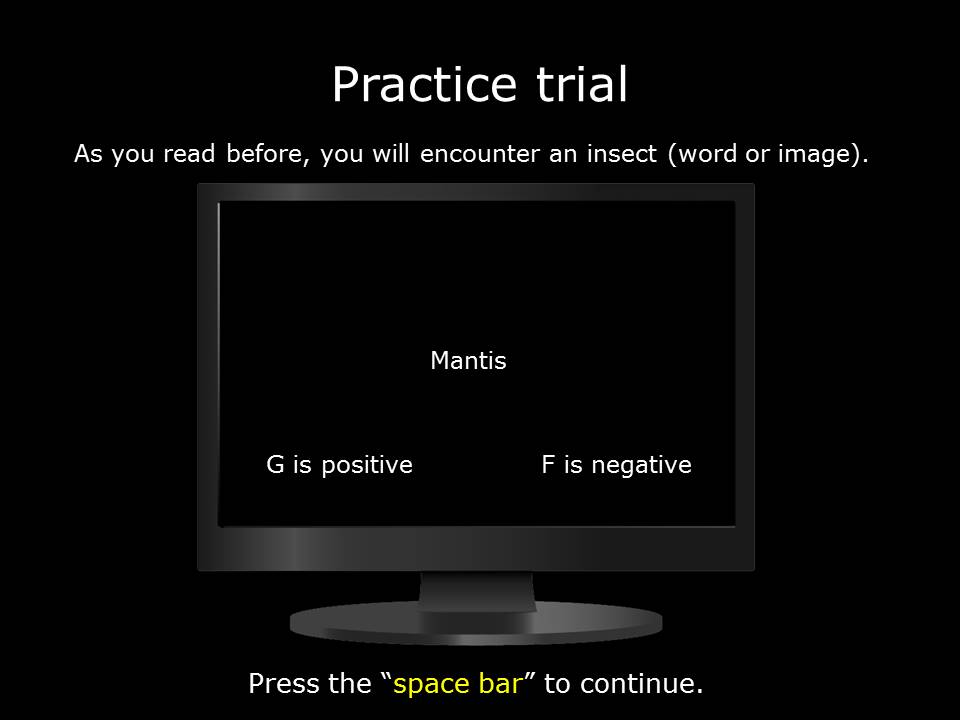 Practice trial
As you read before, you will encounter an insect (word or image).
Mantis
G is positive F is negative
Press the “space bar” to continue.